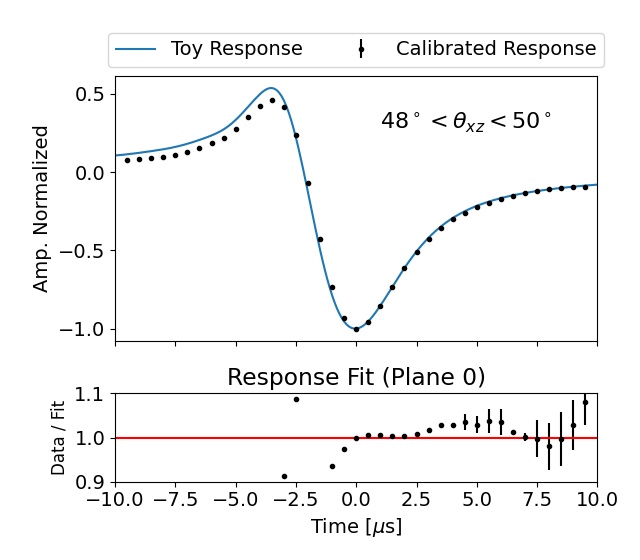 Toy Response Calibrated Response
48° < θxz < 50°
0.5
0.0
−0.5
−1.0
Amp. Normalized
Response Fit (Plane 0)
1.1
1.0
0.9
Data / Fit
−10.0 −7.5 −5.0 −2.5 0.0 2.5 5.0 7.5 10.0
Time [μs]